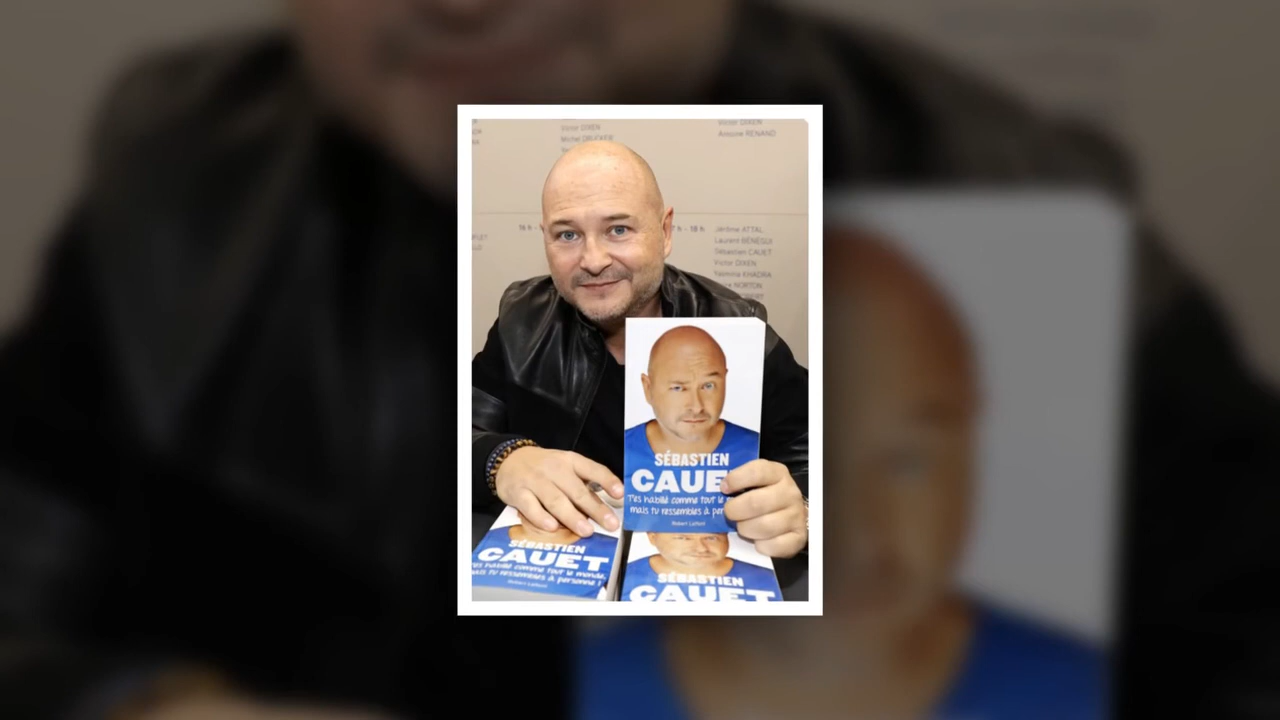 Victor DIXEN
Michel DRUCKER
Victor DIXEN
Antoine RENAND
16 h -
7 h - 18 h
Jérôme ATTAL
Laurent BÉNÉGUI
Sébastien CAUET
Victor DIXEN
Yasmina KHADRA
NORTON
SÉBASTIEN
CAUE
T'es habillé comme tout le
mais tu ressembles à per
Robert Laffont
SÉBASTIEN
CAUET
T'es habillé comme tout le monde,
mais tu ressembles à personne !
Robert Laffont
SÉBASTIEN
CAUET